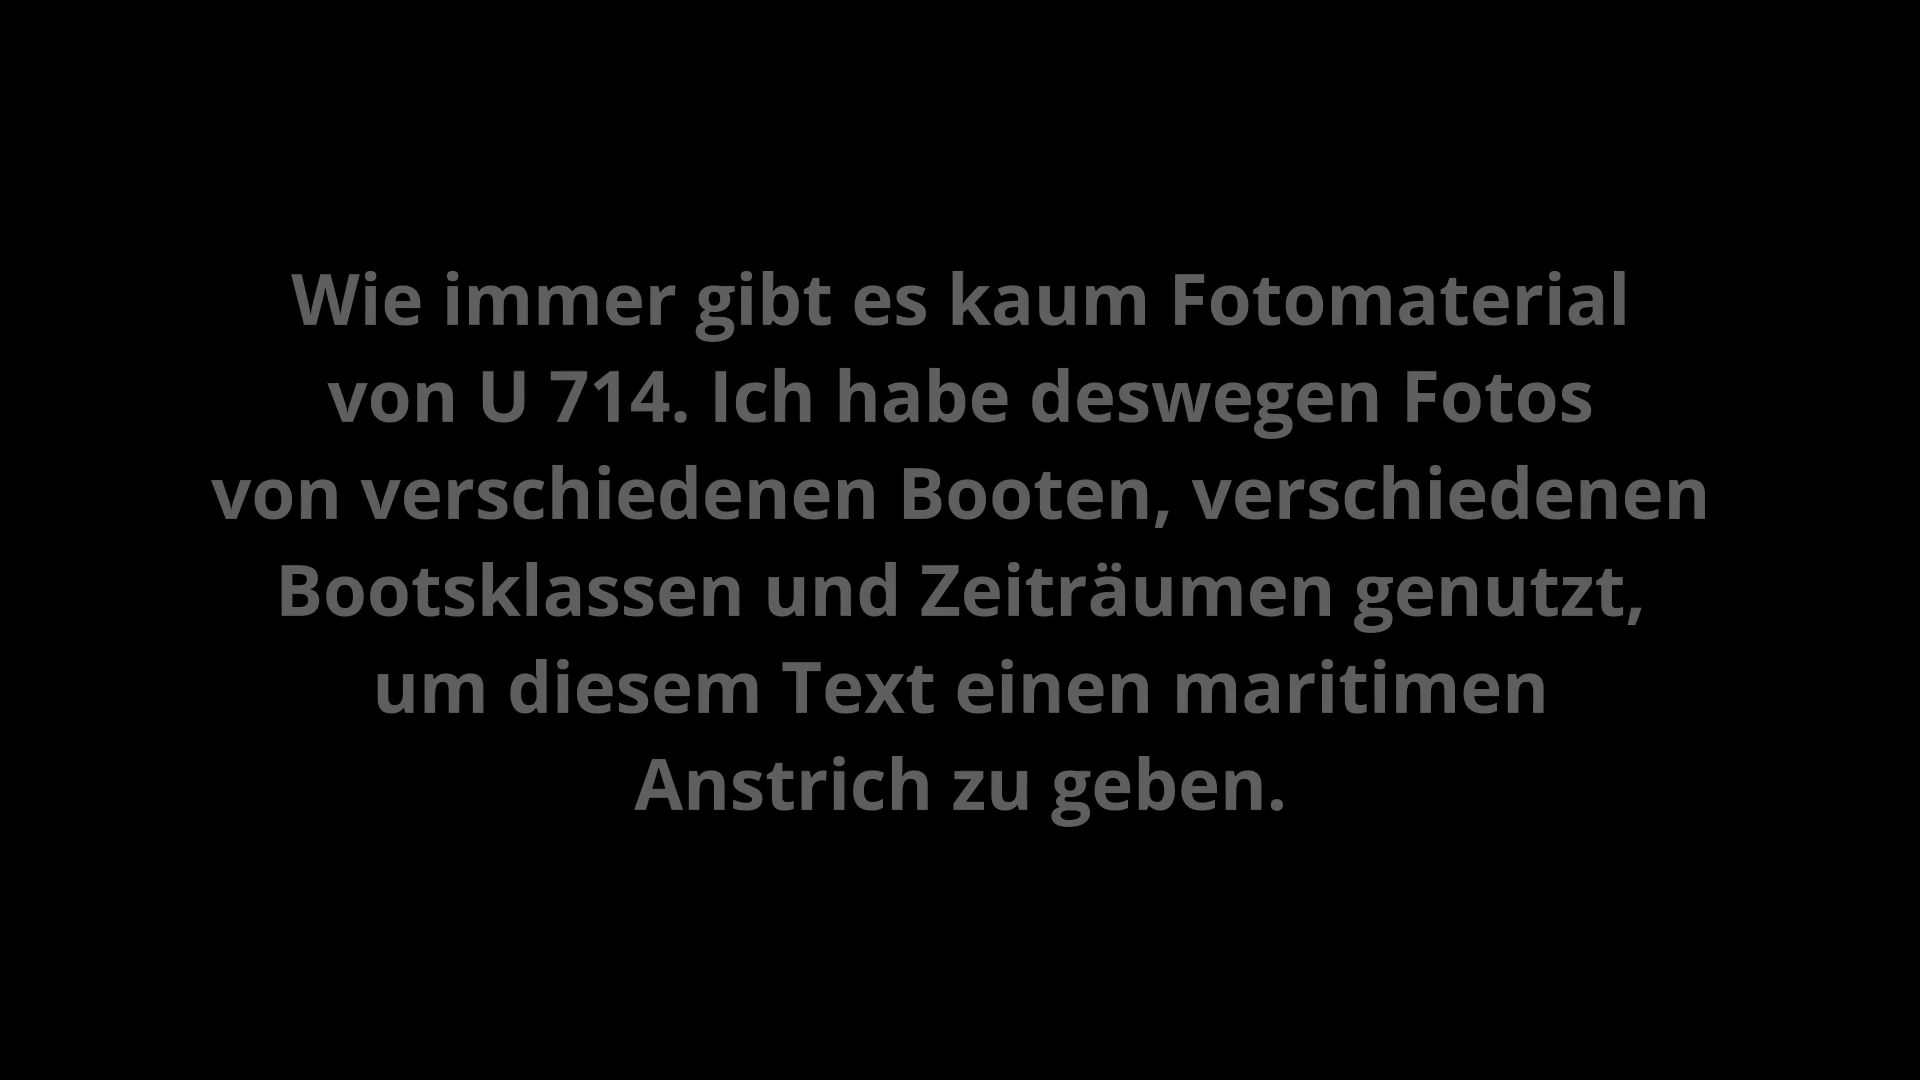 Wie immer gibt es kaum Fotomaterial
von U 714. Ich habe deswegen Fotos
von verschiedenen Booten, verschiedenen
Bootsklassen und Zeiträumen genutzt,
um diesem Text einen maritimen
Anstrich zu geben.